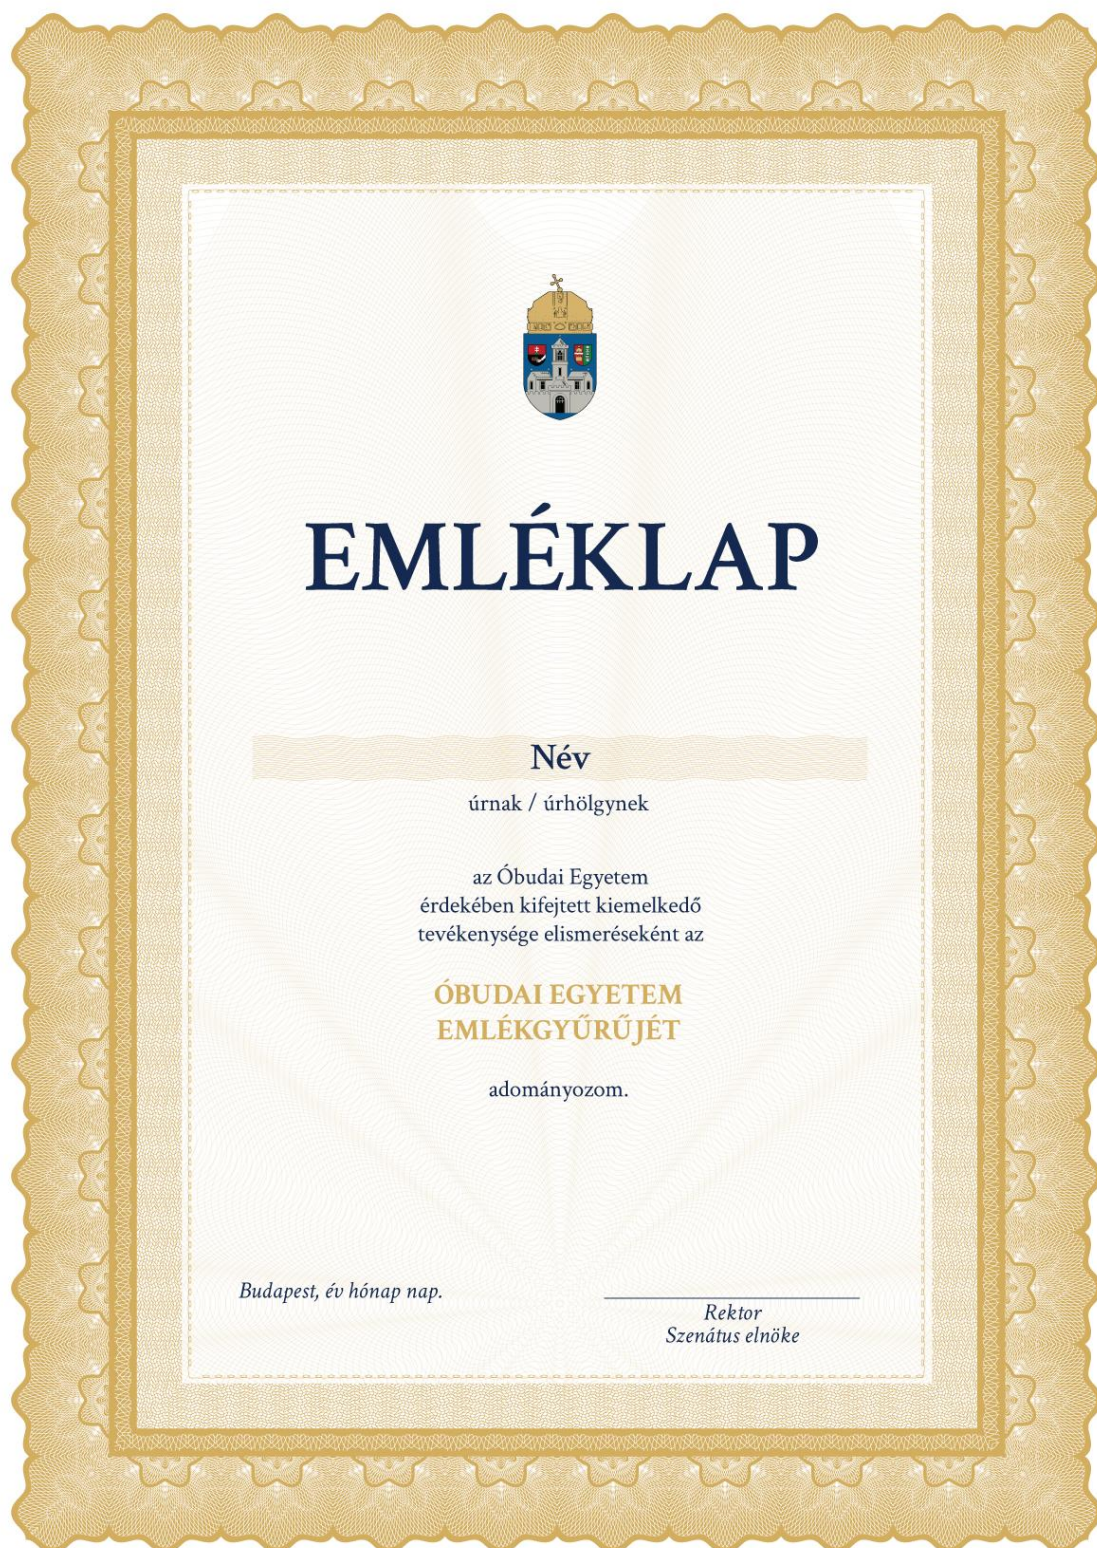 EMLÉKLAP
Név
úrnak / úrhölgynek
az Óbudai Egyetem
érdekében kifejtett kiemelkedő
tevékenysége elismeréseként az
ÓBUDAI EGYETEM
EMLÉKGYŰRŰJÉT
adományozom.
Budapest, év hónap nap.
Rektor
Szenátus elnöke